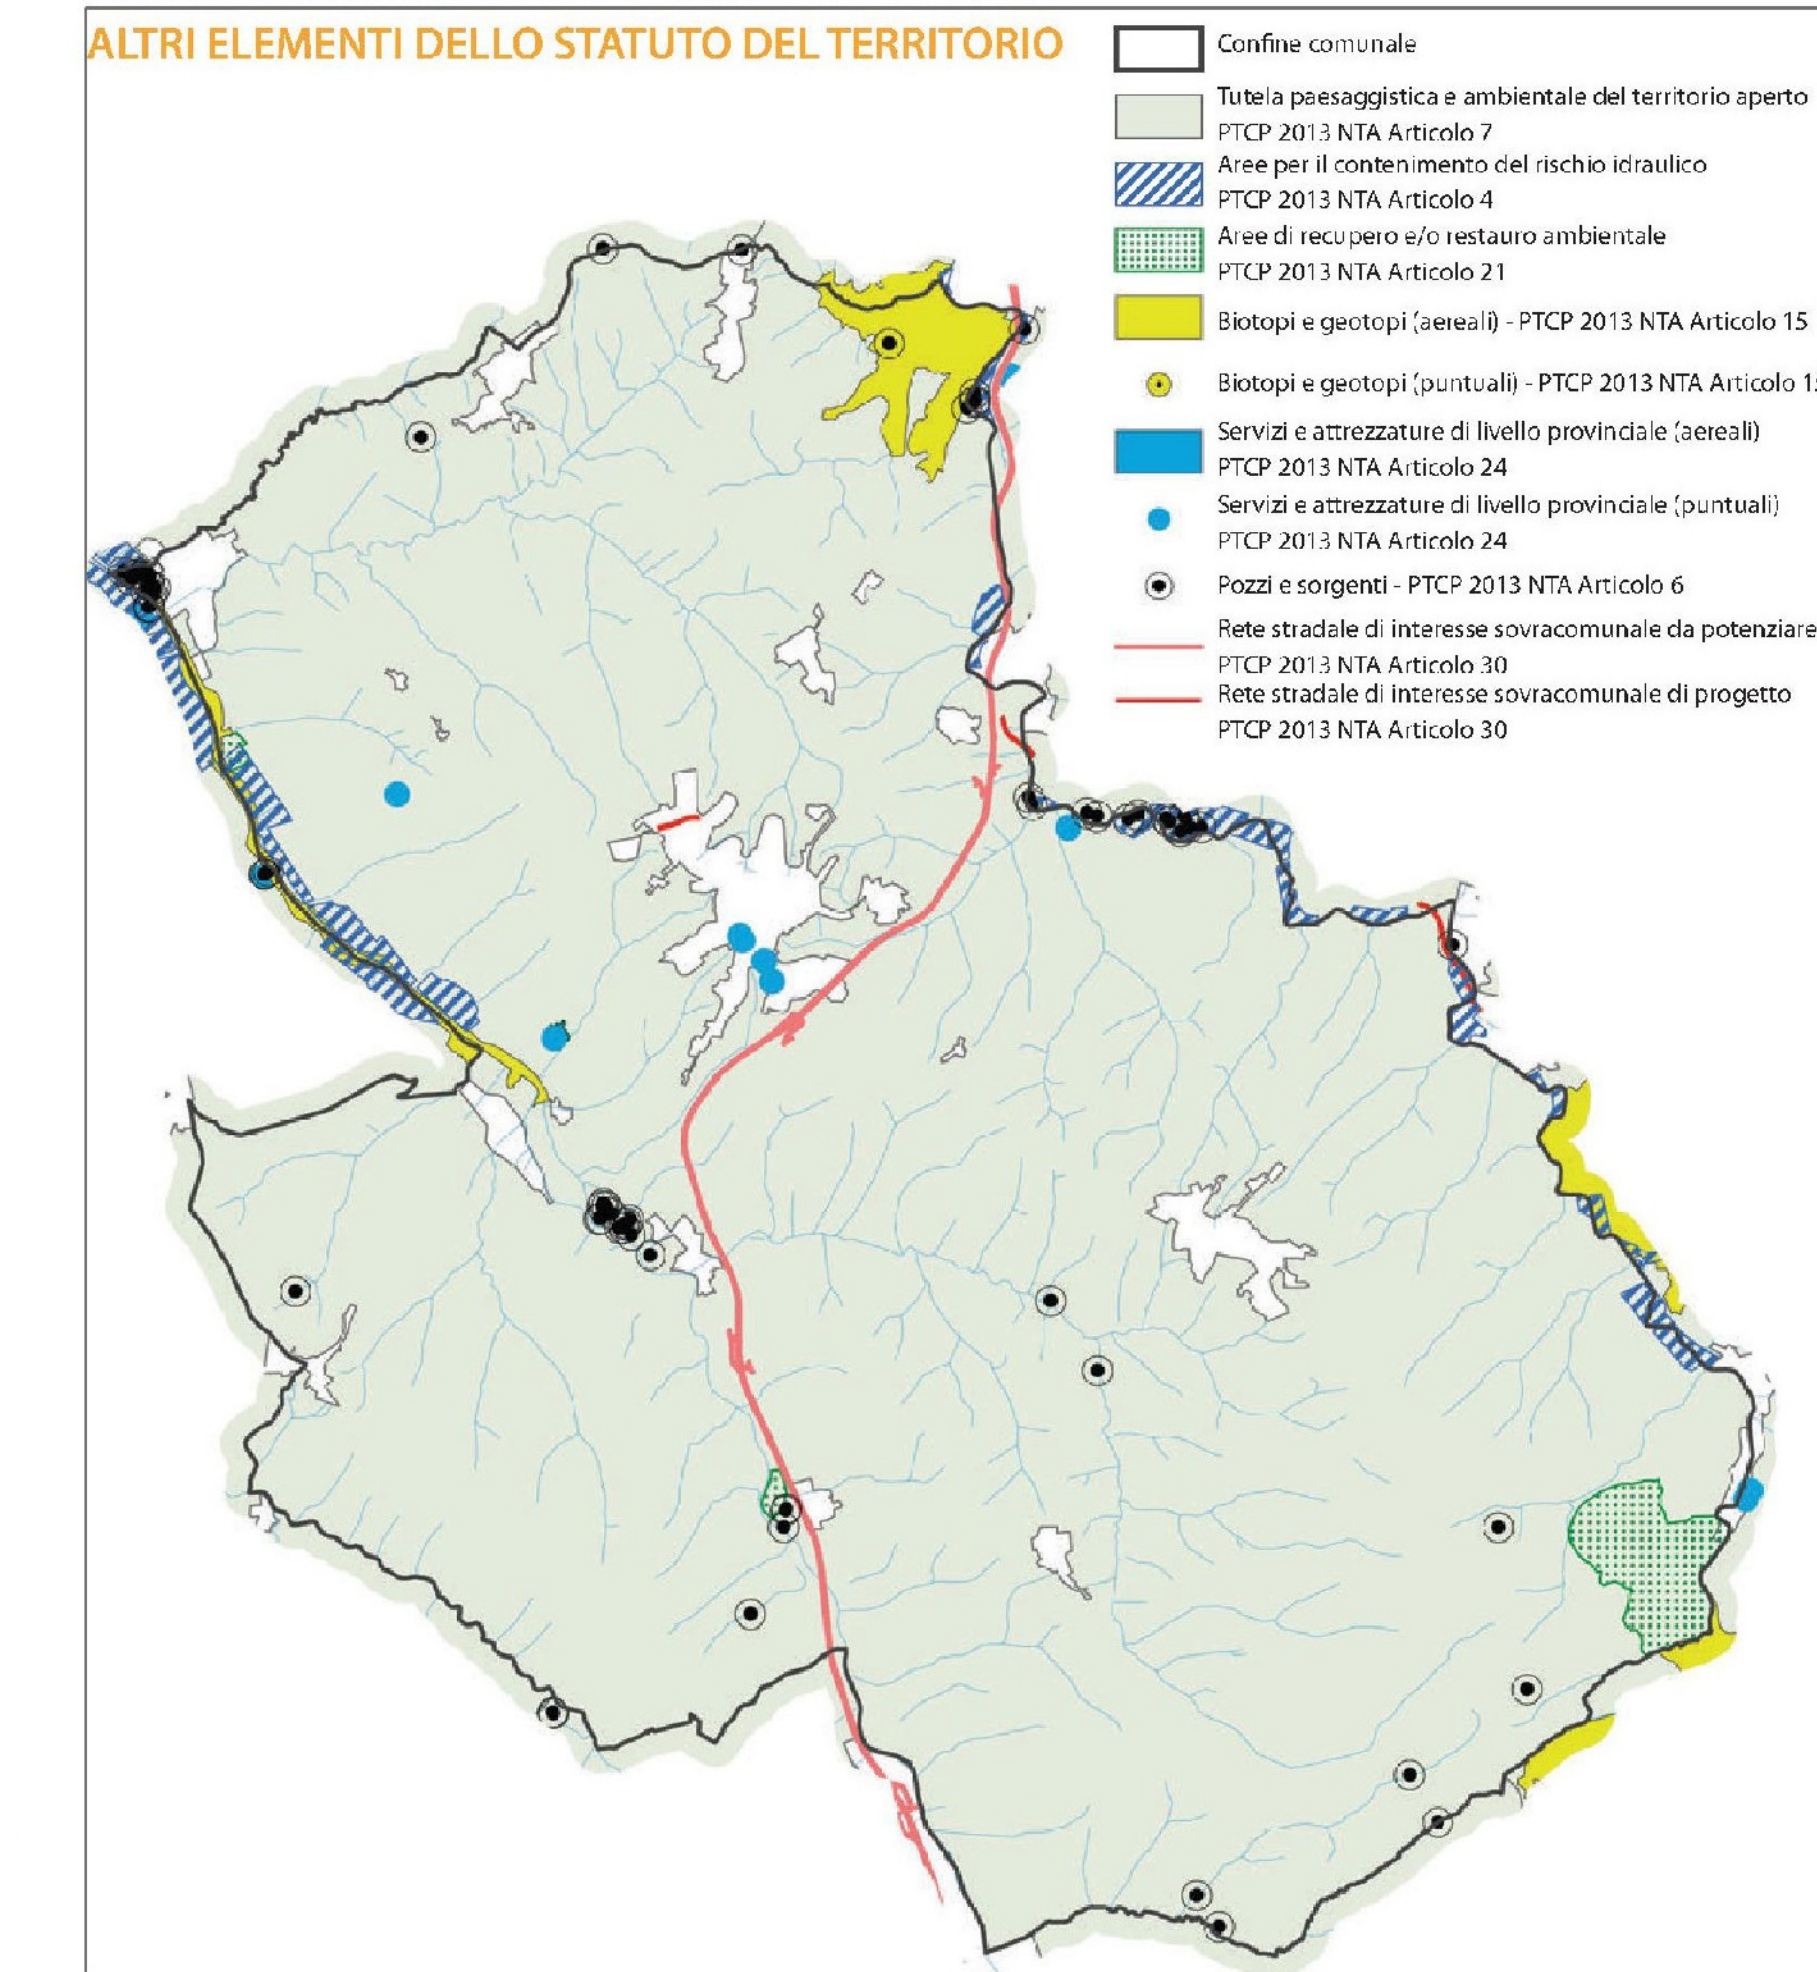 ALTRI ELEMENTI DELLO STATUTO DEL TERRITORIO
Confine comunale
Tutela paesaggistica e ambientale del territorio aperto
PTCP 2013 NTA Articolo 7
Aree per il contenimento del rischio idraulico
PTCP 2013 NTA Articolo 4
Aree di recupero e/o restauro ambientale
PTCP 2013 NTA Articolo 21
Biotopi e geotopi (aereali) - PTCP 2013 NTA Articolo 15
Biotopi e geotopi (puntuali) - PTCP 2013 NTA Articolo
Servizi e attrezzature di livello provinciale (aereali)
PTCP 2013 NTA Articolo 24
Servizi e attrezzature di livello provinciale (puntuali)
PTCP 2013 NTA Articolo 24
Pozzi e sorgenti - PTCP 2013 NTA Articolo 6
Rete stradale di interesse sovracomunale da potenziare
PTCP 2013 NTA Articolo 30
Rete stradale di interesse sovracomunale di progetto
PTCP 2013 NTA Articolo 30